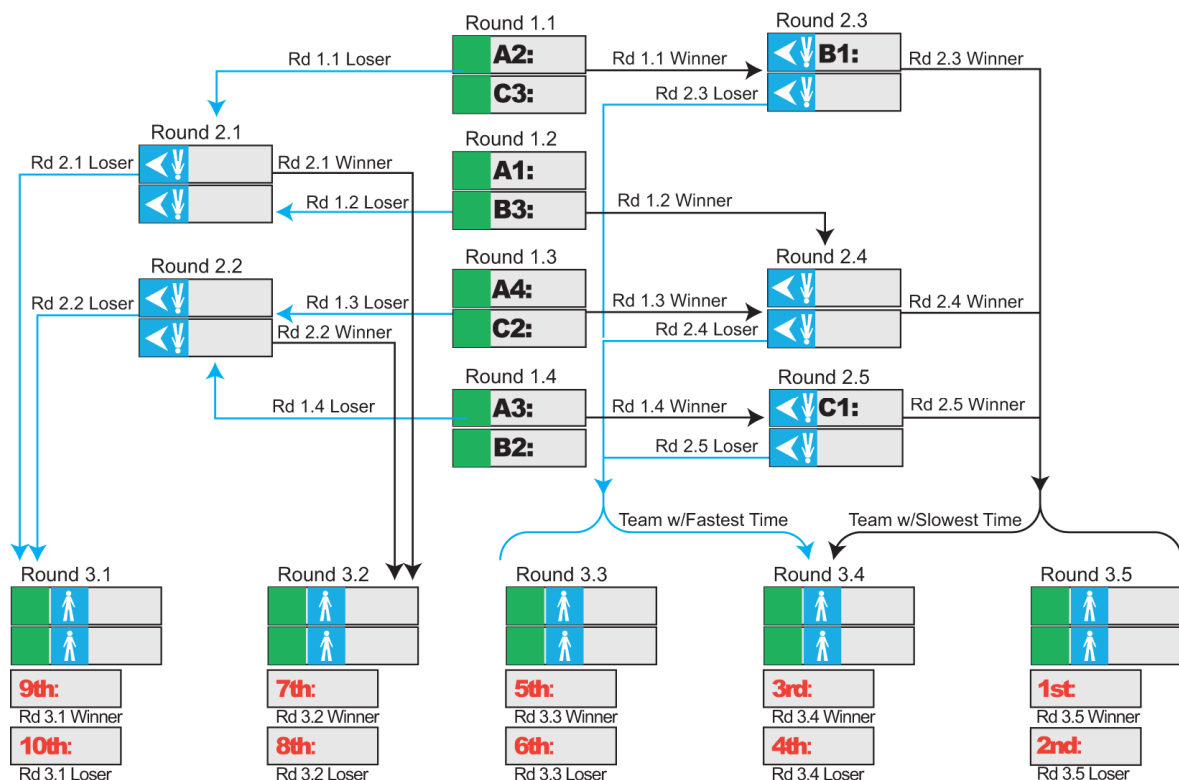 Round 1.1
Round 2.3
A2:
Rd 1.1 Loser
Rd 1.1 Winner
B1:
Rd 2.3 Winner
C3:
Rd 2.3 Loser
Round 2.1
Round 1.2
Rd 2.1 Loser
Rd 2.1 Winner
A1:
Rd 1.2 Loser
B3:
Rd 1.2 Winner
Round 2.2
Round 1.3
Round 2.4
Rd 2.2 Loser
Rd 1.3 Loser
A4:
Rd 1.3 Winner
Rd 2.4 Winner
Rd 2.2 Winner
C2:
Rd 2.4 Loser
Round 1.4
Round 2.5
Rd 1.4 Loser
A3:
Rd 1.4 Winner
C1:
Rd 2.5 Winner
B2:
Rd 2.5 Loser
Team w/Fastest Time
Team w/Slowest Time
Round 3.1
Round 3.2
Round 3.3
Round 3.4
Round 3.5
9th:
7th:
5th:
3rd:
1st:
Rd 3.1 Winner
Rd 3.2 Winner
Rd 3.3 Winner
Rd 3.4 Winner
Rd 3.5 Winner
10th:
8th:
6th:
4th:
2nd:
Rd 3.1 Loser
Rd 3.2 Loser
Rd 3.3 Loser
Rd 3.4 Loser
Rd 3.5 Loser